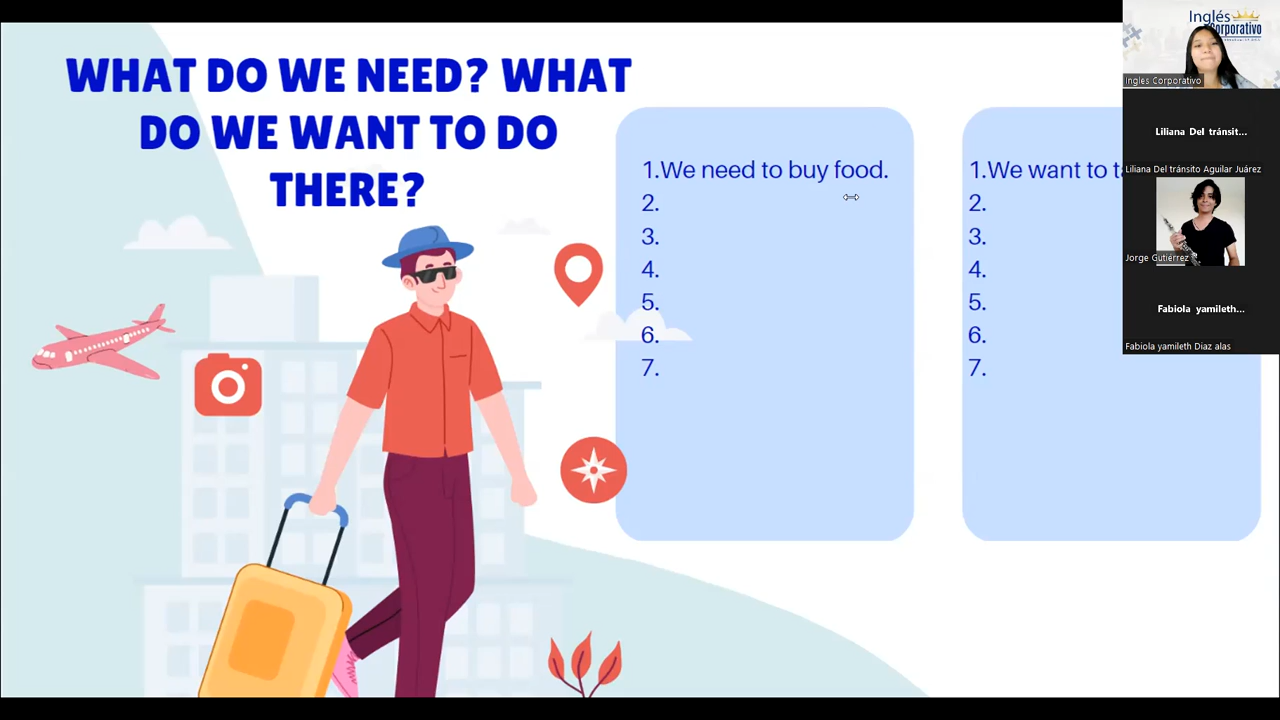 WHAT DO WE NEED? WHAT
DO WE WANT TO DO
THERE?
1.We need to buy food.
2.
3.
4.
5.
6.
7.
1.We want to
2.
3.
4.
5.
6.
7.
Inglés
Corporativo
Ingles Corporativo
Liliana Del tránsit...
Liliana Del tránsito Aguilar Juárez
Jorge Gutiérrez
Fabiola yamileth...
Fabiola yamileth Diaz alas